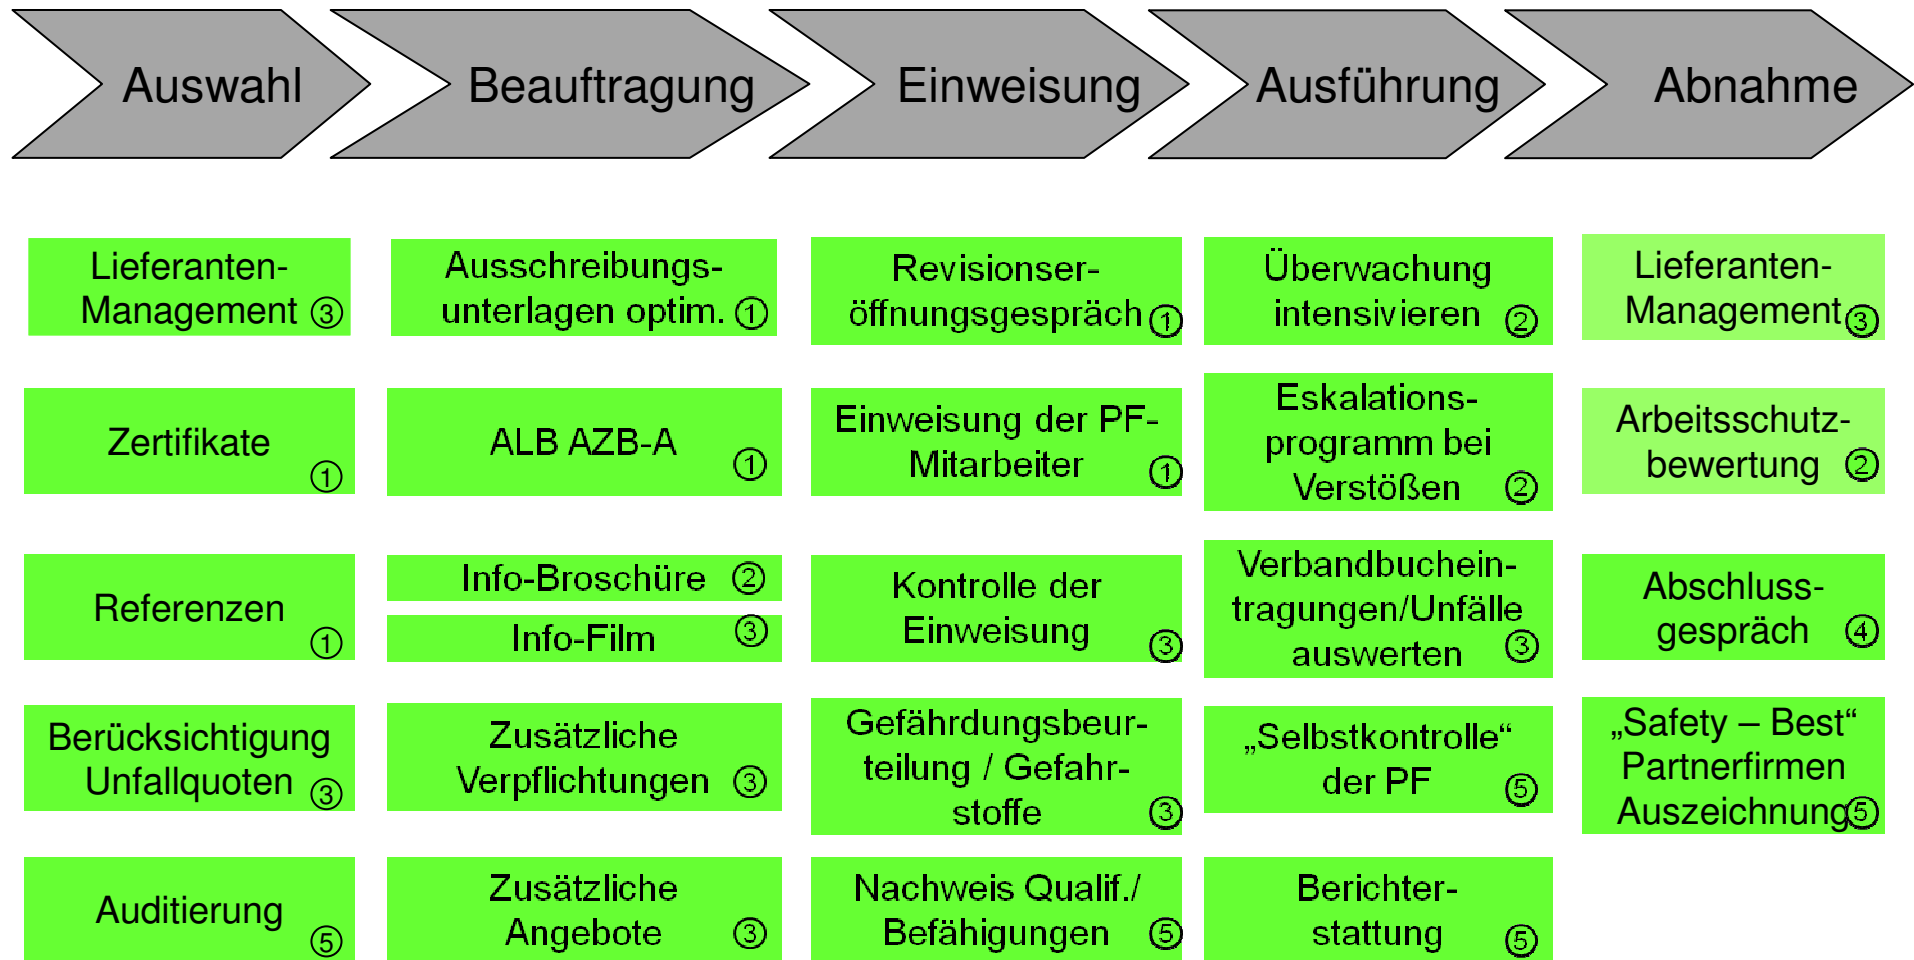 Auswahl
Beauftragung
Einweisung
Ausführung
Abnahme
Lieferanten-
Management ③
Ausschreibungs-
unterlagen optim. ①
Revisionser-
öffnungsgespräch ①
Überwachung
intensivieren ②
Lieferanten-
Management ③
Zertifikate
①
ALB AZB-A
①
Einweisung der PF-
Mitarbeiter ①
Eskalations-
programm bei
Verstößen ②
Arbeitsschutz-
bewertung ②
Referenzen
①
Info-Broschüre ②
Info-Film ③
Kontrolle der
Einweisung ③
Verbandbuchein-
tragungen/Unfälle
auswerten ③
Abschluss-
gespräch ④
Berücksichtigung
Unfallquoten ③
Zusätzliche
Verpflichtungen ③
Gefährdungsbeur-
teilung / Gefahr-
stoffe ③
„Selbstkontrolle“
der PF ⑤
„Safety – Best“
Partnerfirmen
Auszeichnung ⑤
Auditierung
⑤
Zusätzliche
Angebote ③
Nachweis Qualif./
Befähigungen ⑤
Berichter-
stattung ⑤